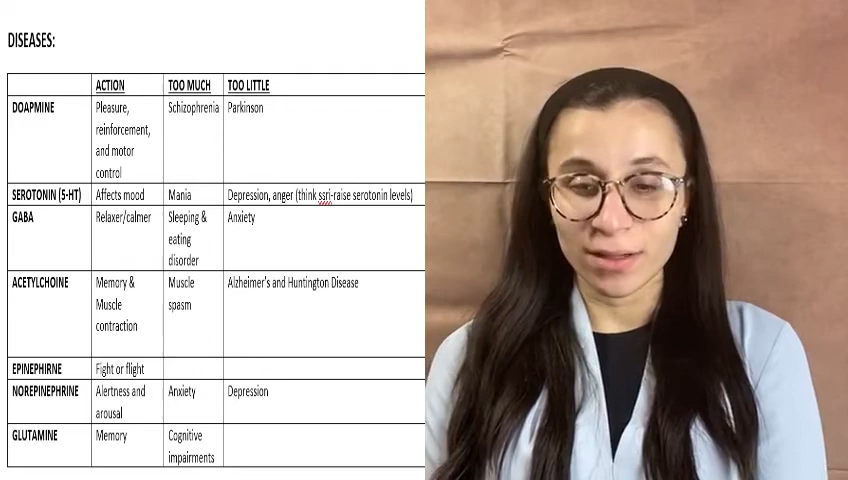 DISEASES:
ACTION TOO MUCH TOO LITTLE
DOAPMINE Pleasure, Schizophrenia Parkinson
reinforcement,
and motor
control
SEROTONIN (5-HT) Affects mood Mania Depression, anger (think ssri-raise serotonin levels)
GABA Relaxer/calmer Sleeping & Anxiety
eating
disorder
ACETYLCHOINE Memory & Muscle Alzheimer's and Huntington Disease
Muscle spasm
contraction
EPINEPHIRNE Fight or flight
NOREPINEPHRINE Alertness and Anxiety Depression
arousal
GLUTAMINE Memory Cognitive
impairments